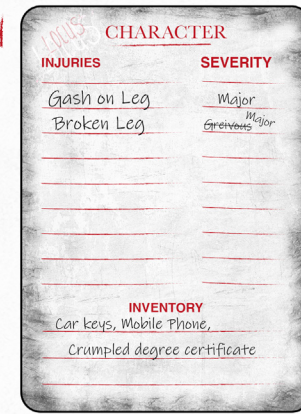 CHARACTER
INJURIES SEVERITY
Gash on Leg Major
Broken Leg Greivous Major
INVENTORY
Car keys, Mobile Phone,
Crumpled degree certificate